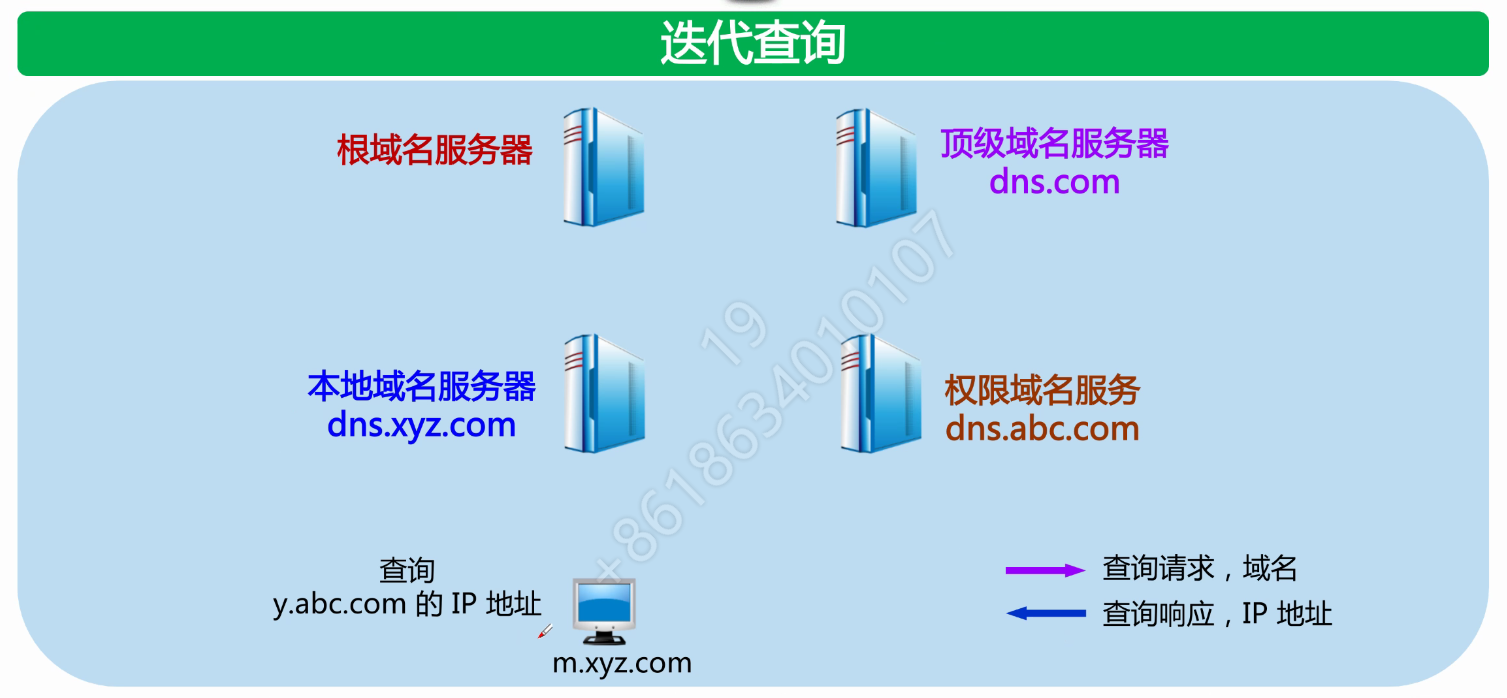 迭代查询
根域名服务器
顶级域名服务器
dns.com
本地域名服务器
dns.xyz.com
权限域名服务
dns.abc.com
19
+8618634010107
查询
y.abc.com 的 IP 地址
m.xyz.com
查询请求，域名
查询响应，IP 地址